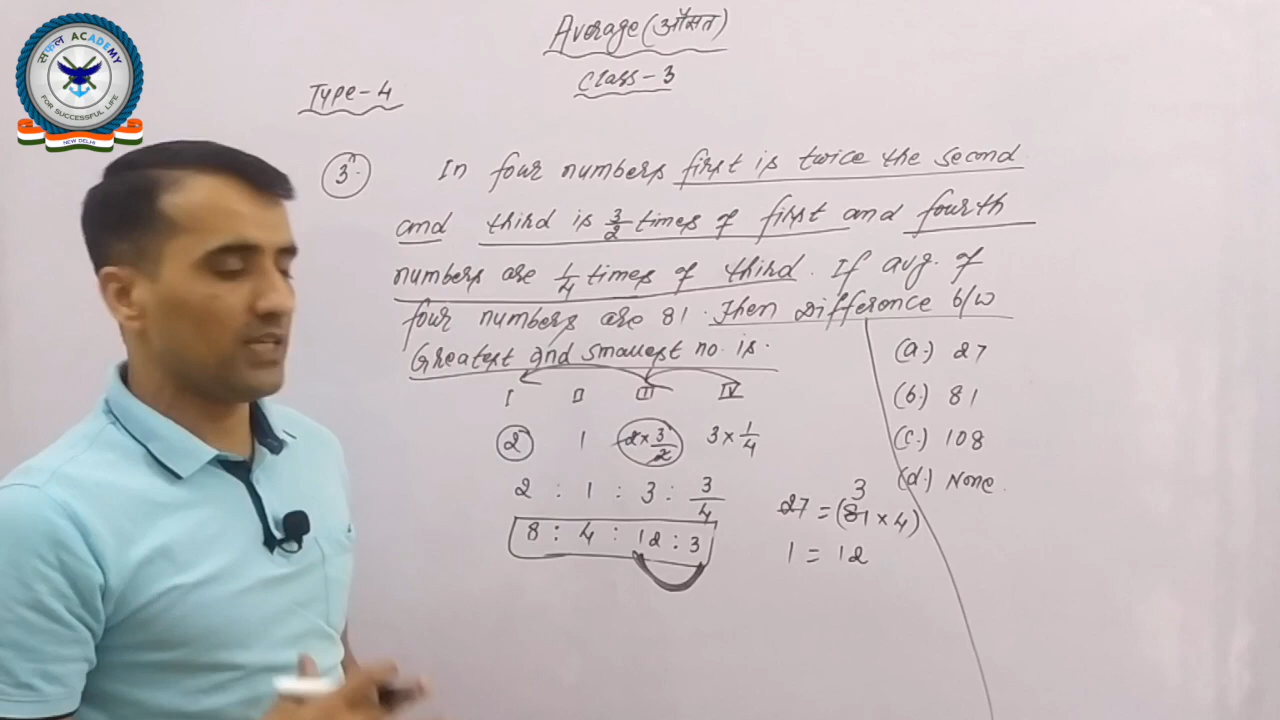 सफल ACADEMY
FOR SUCCESSFUL LIFE
NEW DELHI
Average (औसत)
Class-3
Type-4
3. In four numbers first is twice the second
and third is 3/2 times of first and fourth
numbers are 1/4 times of third. If avg. of
four numbers are 81. Then Difference b/w
Greatest and smallest no. is.
(a.) 27
(b.) 81
(c.) 108
(d.) None.
I II III IV
2 1 2 × 3/2 3 × 1/4
2 : 1 : 3 : 3/4
8 : 4 : 12 : 3
3
27 = (81 × 4)
1 = 12